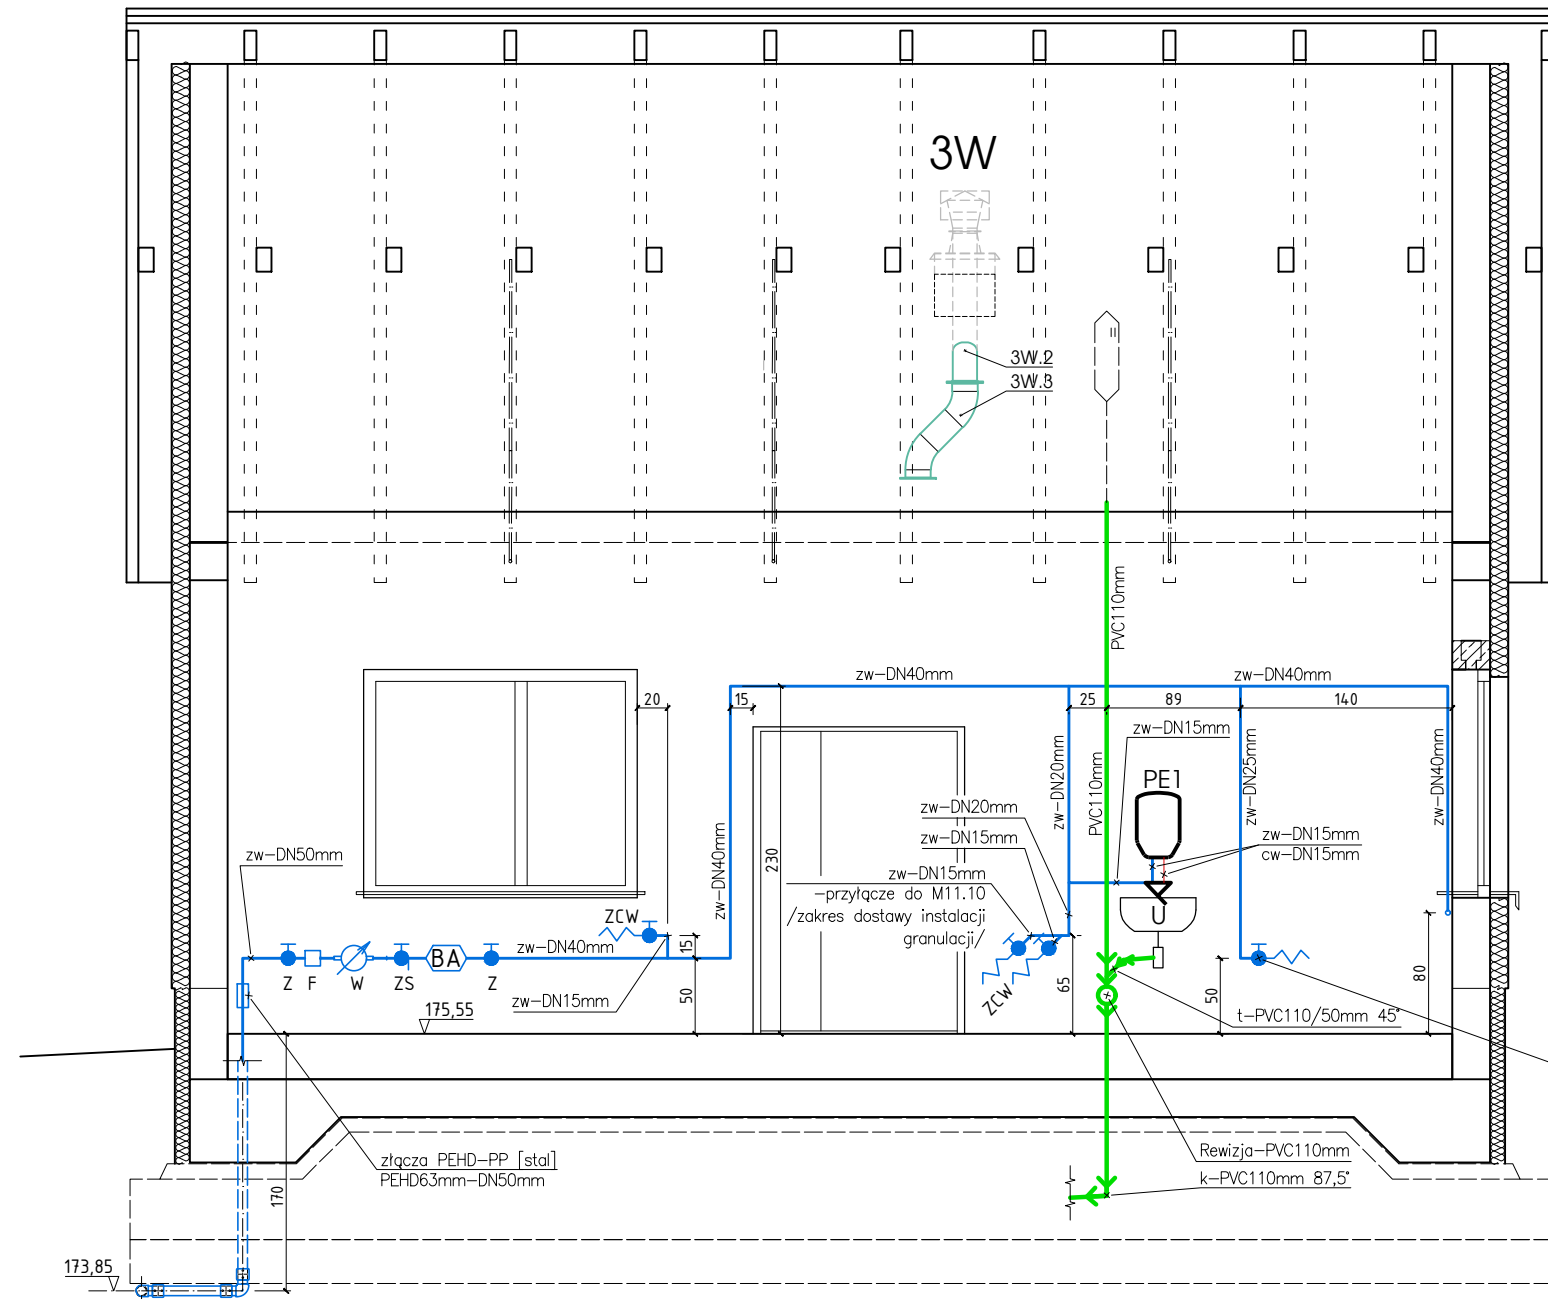 3W
3W.2
3W.3
=
PVC110mm
zw-DN40mm
zw-DN40mm
20
15
25
89
140
zw-DN15mm
zw-DN20mm
PVC110mm
PE1
zw-DN25mm
zw-DN40mm
zw-DN20mm
zw-DN15mm
zw-DN15mm
cw-DN15mm
zw-DN50mm
zw-DN40mm
230
zw-DN15mm
-przyłącze do M11.10
/zakres dostawy instalacji
granulacji/
U
ZCW
zw-DN40mm
15
BA
Z
F
W
ZS
Z
zw-DN15mm
50
ZCW
65
50
80
175,55
t-PVC110/50mm 45°
złącza PEHD-PP [stal]
PEHD63mm-DN50mm
Rewizja-PVC110mm
k-PVC110mm 87,5°
170
173,85